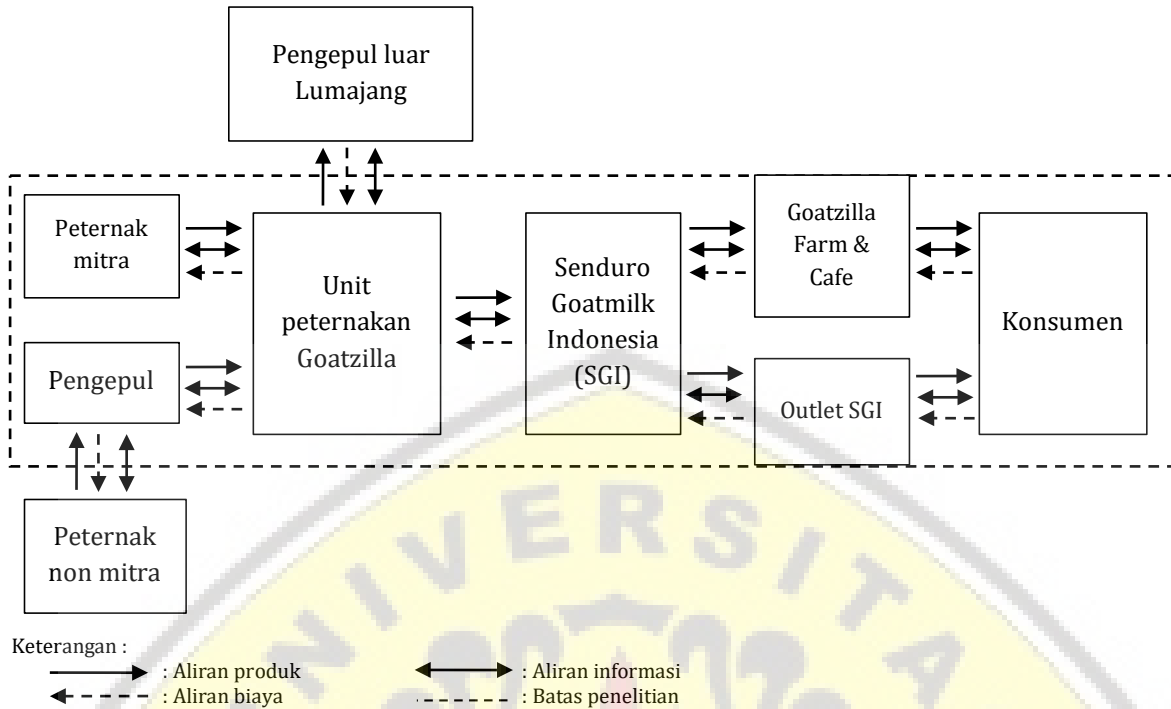 Pengepul luar
Lumajang
Peternak
mitra
Pengepul
Peternak
non mitra
Unit
peternakan
Goatzilla
Senduro
Goatmilk
Indonesia
(SGI)
Goatzilla
Farm &
Cafe
Outlet SGI
Konsumen
Keterangan :
: Aliran produk
: Aliran informasi
: Aliran biaya
: Batas penelitian
UNIVERSITA